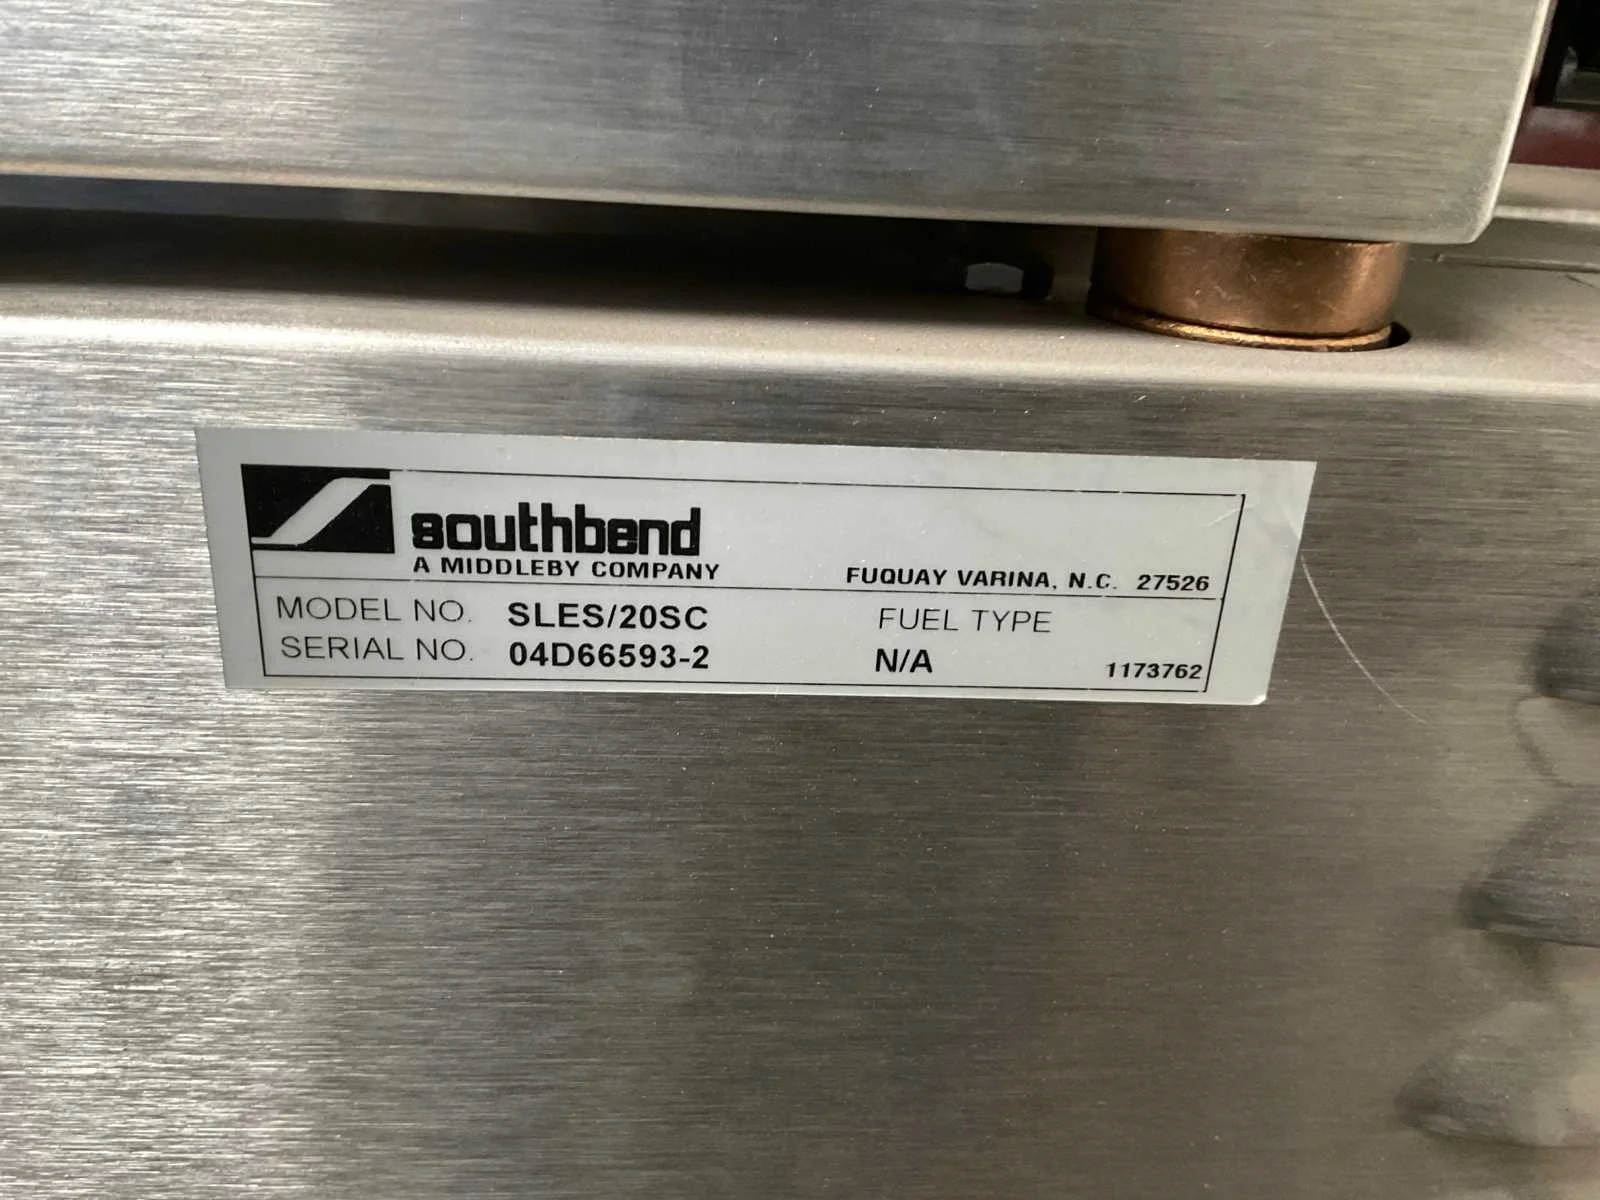 southbend
A MIDDLEBY COMPANY FUQUAY VARINA, N.C. 27526
MODEL NO. SLES/20SC FUEL TYPE
SERIAL NO. 04D66593-2 N/A 1173762